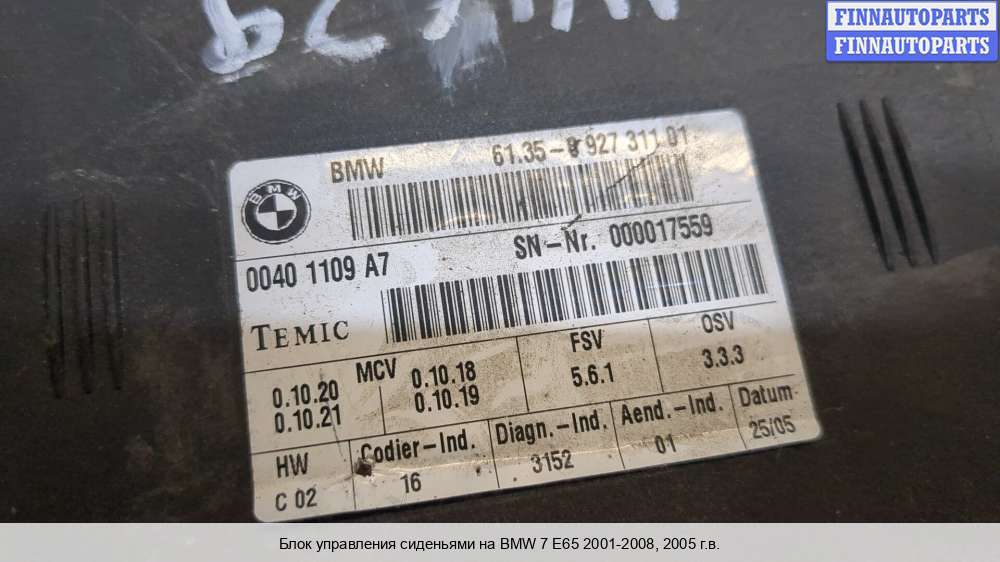 FINNAUTOPARTS
FINNAUTOPARTS
BMW 61.35-6 927 311 01
BMW
SN-Nr. 000017559
0040 1109 A7
TEMIC
MCV FSV OSV
0.10.20 0.10.18 5.6.1 3.3.3
0.10.21 0.10.19
HW Codier-Ind. Diagn.-Ind. Aend.-Ind. Datum
C 02 16 3152 01 25/05
Блок управления сиденьями на BMW 7 E65 2001-2008, 2005 г.в.